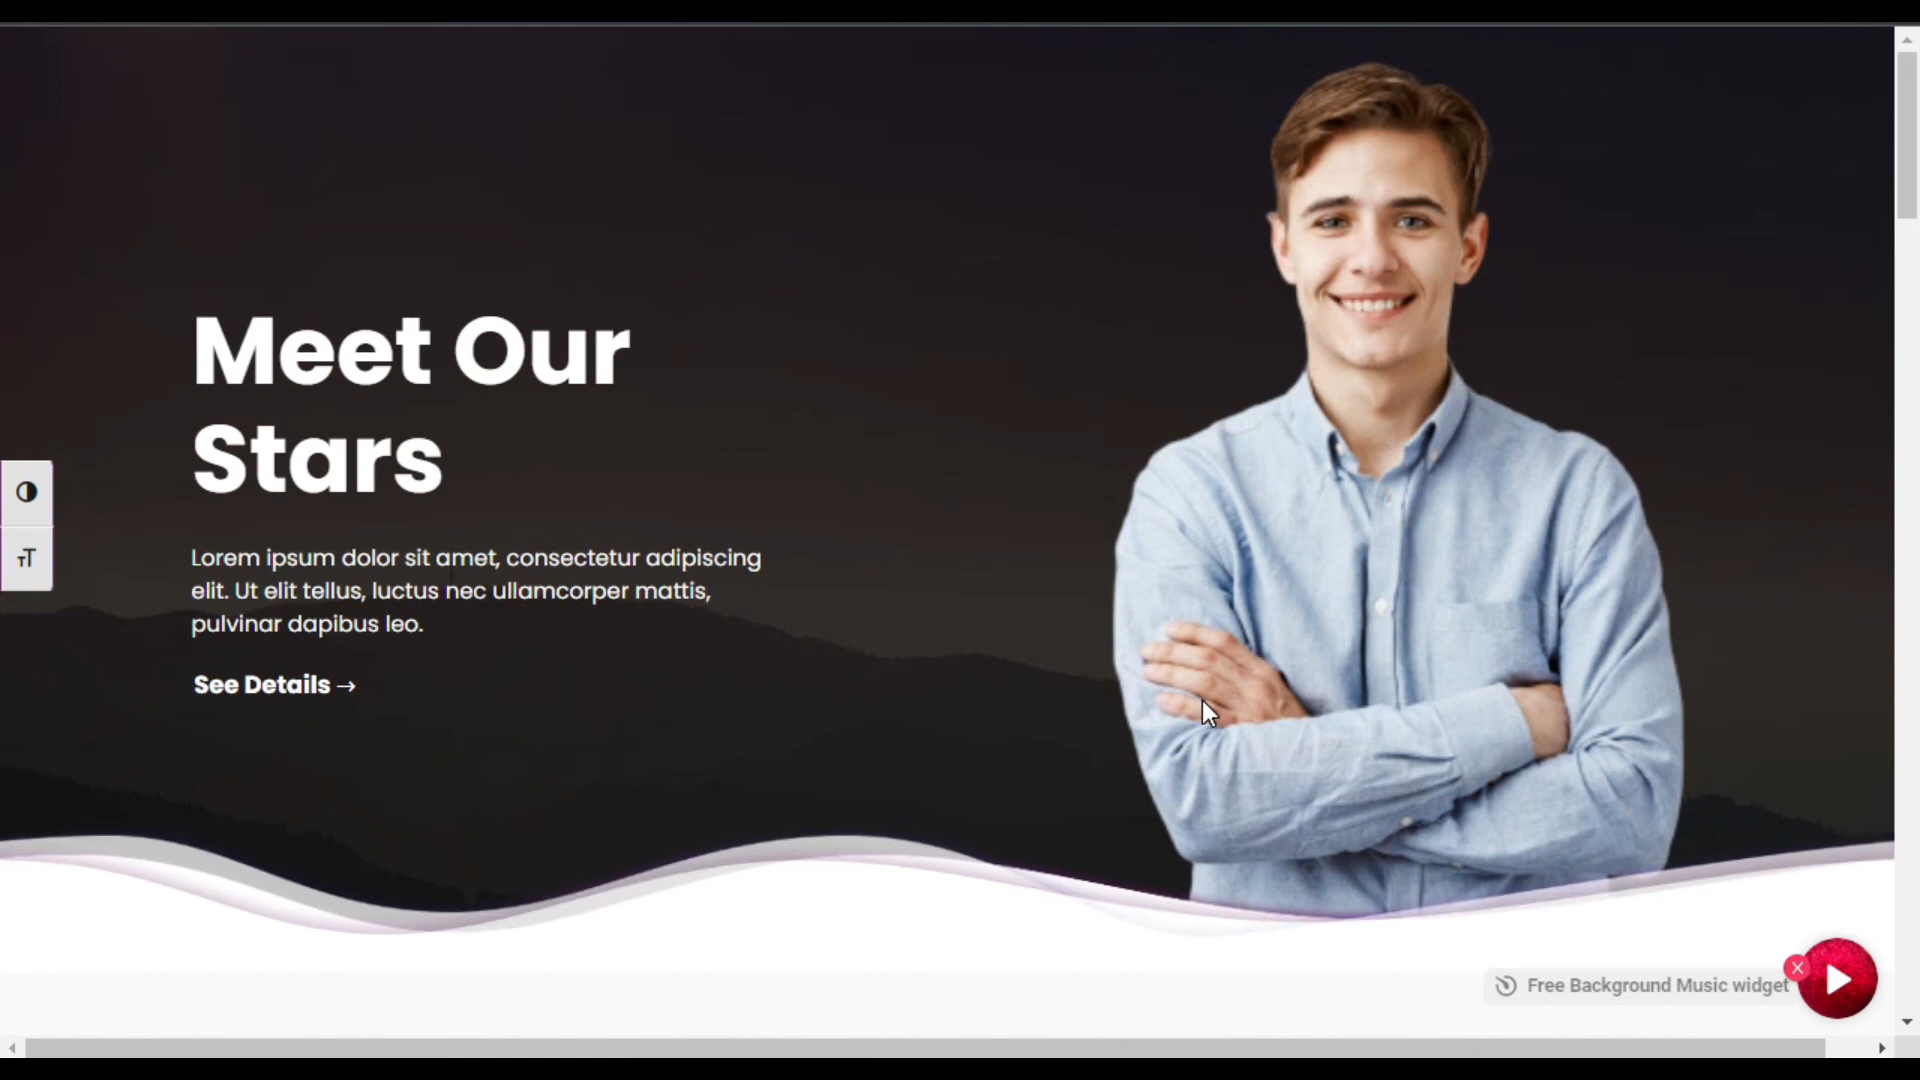 Meet Our
Stars
Lorem ipsum dolor sit amet, consectetur adipiscing
elit. Ut elit tellus, luctus nec ullamcorper mattis,
pulvinar dapibus leo.
See Details →
Free Background Music widget